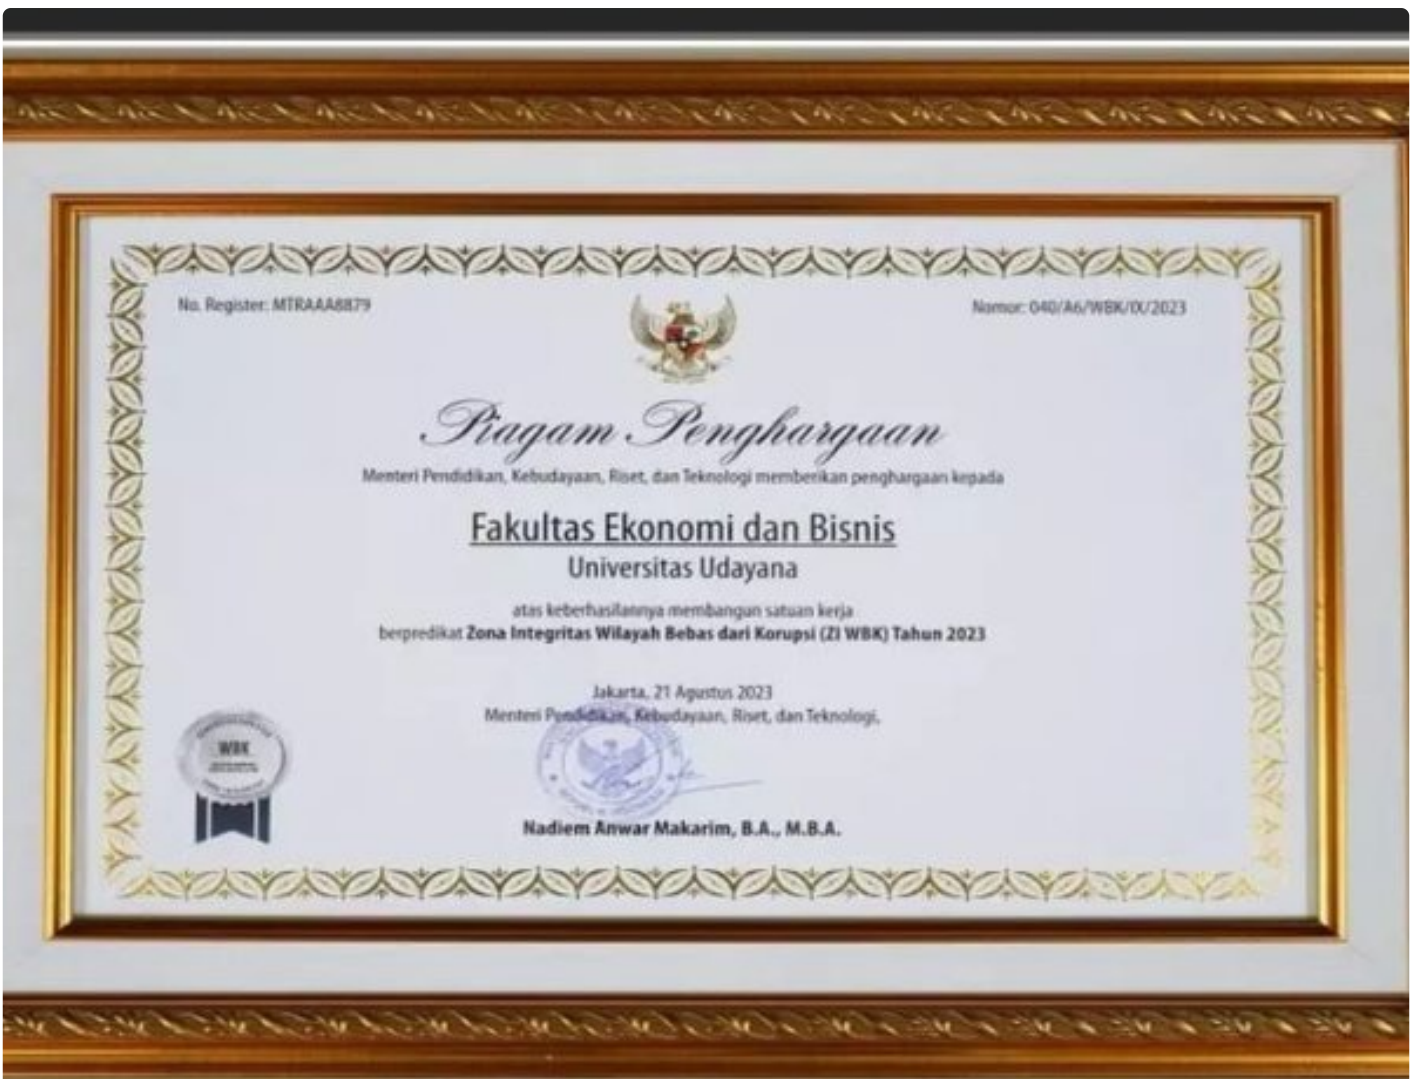 No. Register: MTRAAA8879
Nomor: 040/A6/WBK/IX/2023
Piagam Penghargaan
Menteri Pendidikan, Kebudayaan, Riset, dan Teknologi memberikan penghargaan kepada
Fakultas Ekonomi dan Bisnis
Universitas Udayana
atas keberhasilannya membangun satuan kerja
berpredikat Zona Integritas Wilayah Bebas dari Korupsi (ZI WBK) Tahun 2023
Jakarta, 21 Agustus 2023
Menteri Pendidikan, Kebudayaan, Riset, dan Teknologi,
WBK
Nadiem Anwar Makarim, B.A., M.B.A.